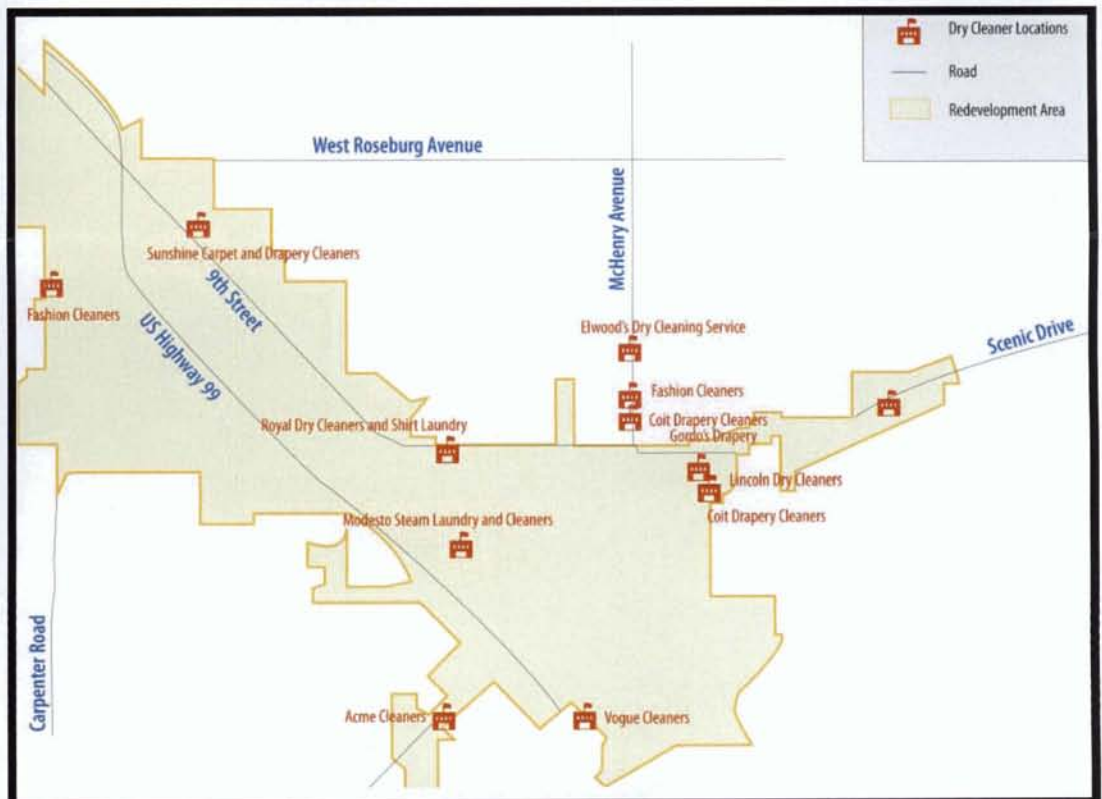 Dry Cleaner Locations
Road
Redevelopment Area
West Roseburg Avenue
McHenry Avenue
Sunshine Carpet and Drapery Cleaners
9th Street
Fashion Cleaners
US Highway 99
Elwood's Dry Cleaning Service
Scenic Drive
Fashion Cleaners
Royal Dry Cleaners and Shirt Laundry
Coit Drapery Cleaners
Gordo's Drapery
Lincoln Dry Cleaners
Coit Drapery Cleaners
Modesto Steam Laundry and Cleaners
Carpenter Road
Acme Cleaners
Vogue Cleaners